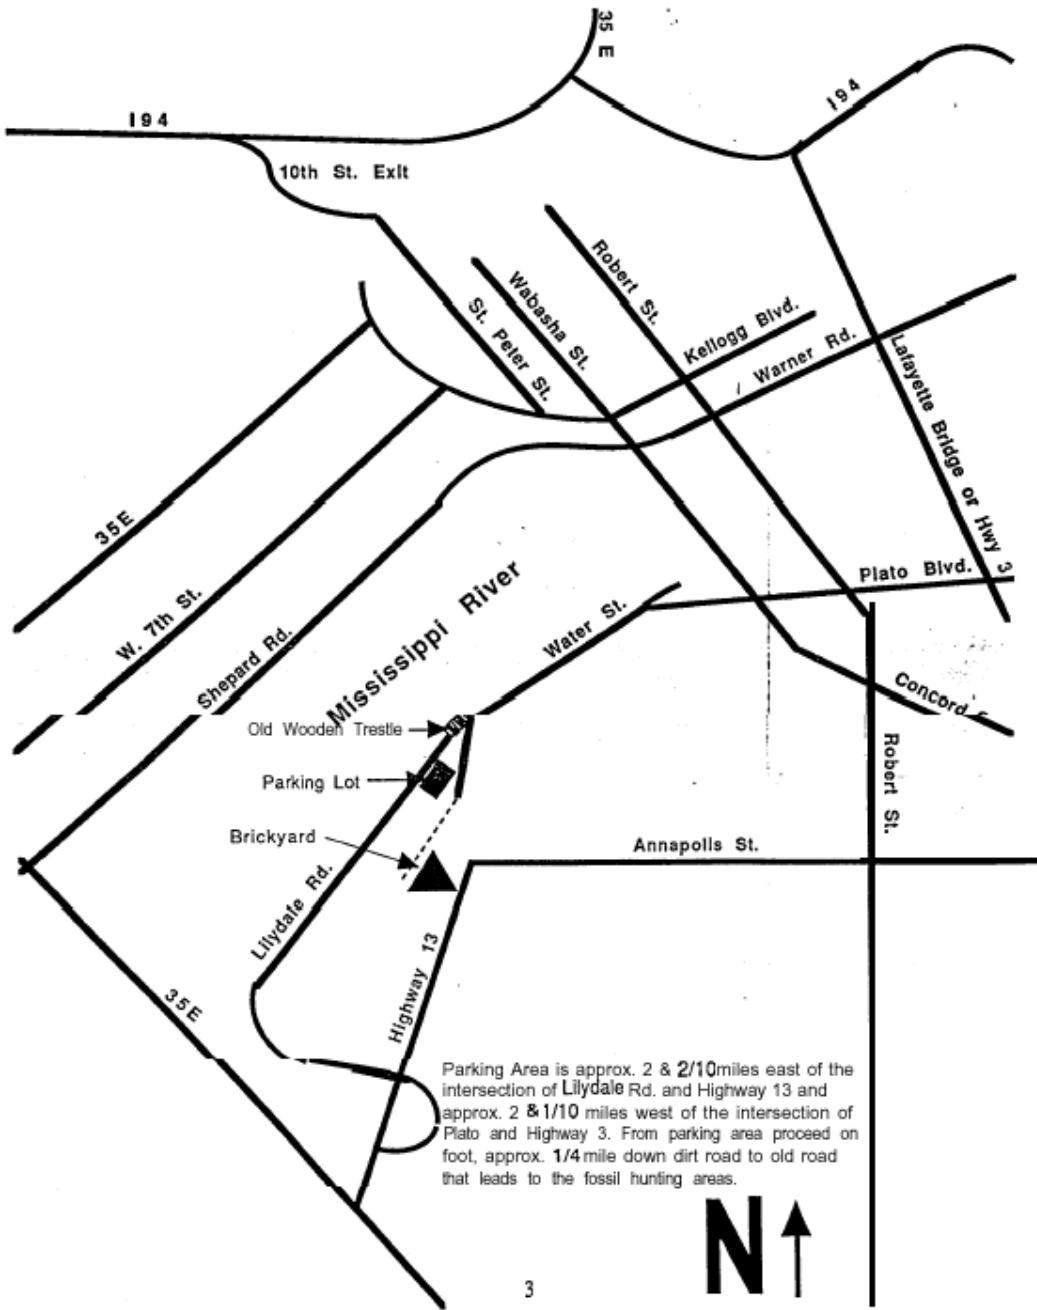 35 E
I94
I94
10th St. Exit
Robert St.
Wabasha St.
St. Peter St.
Kellogg Blvd.
Warner Rd.
Lafayette Bridge or Hwy 3
35E
W. 7th St.
Shepard Rd.
Mississippi River
Plato Blvd.
Water St.
Concord
Old Wooden Trestle
Parking Lot
Robert St.
Brickyard
Annapolis St.
Lilydale Rd.
Highway 13
35E
Parking Area is approx. 2 & 2/10miles east of the
intersection of Lilydale Rd. and Highway 13 and
approx. 2 &1/10 miles west of the intersection of
Plato and Highway 3. From parking area proceed on
foot, approx. 1/4 mile down dirt road to old road
that leads to the fossil hunting areas.
N
3